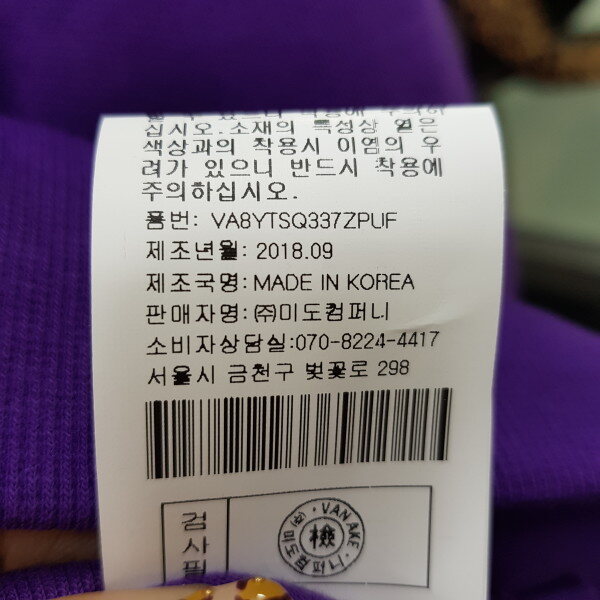 십시오.소재의 특성상 옅은
색상과의 착용시 이염의 우
려가 있으니 반드시 착용에
주의하십시오.
품번: VA8YTSQ337ZPUF
제조년월: 2018.09
제조국명: MADE IN KOREA
판매자명: ㈜미도컴퍼니
소비자상담실:070-8224-4417
서울시 금천구 벚꽃로 298
검사필
VAN AKE · ㈜미도컴퍼니 ·
檢